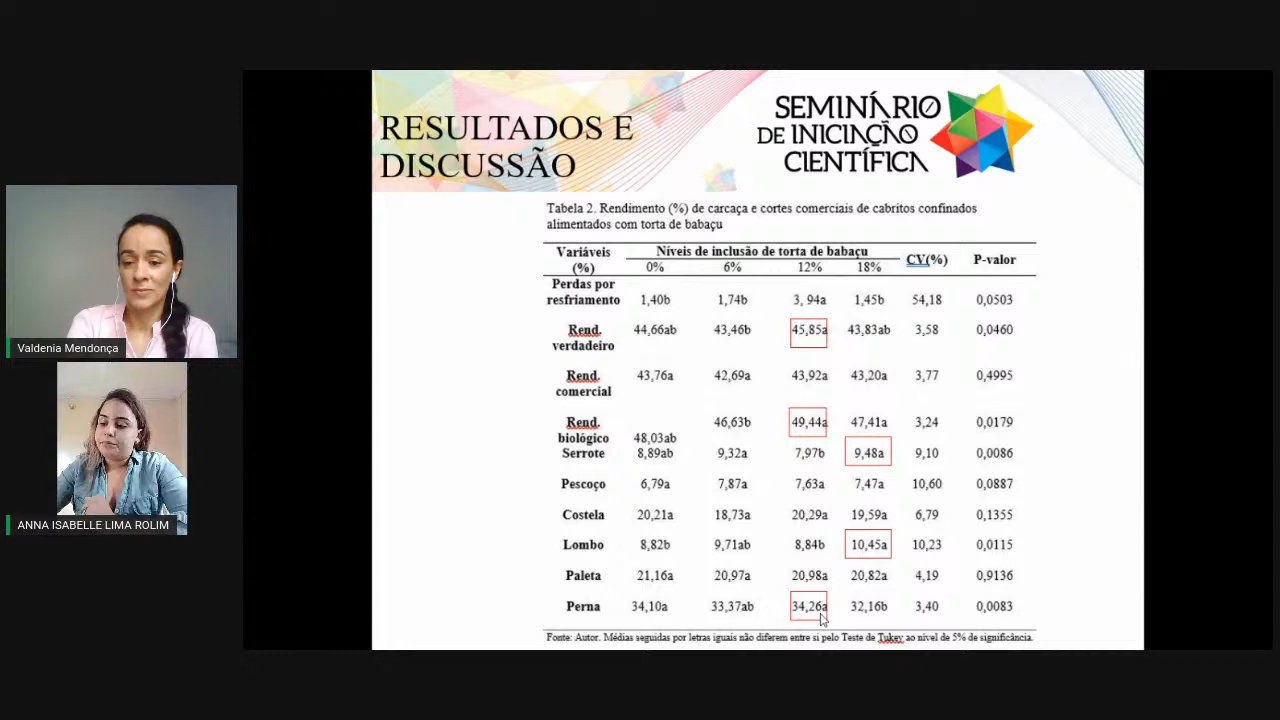 RESULTADOS E
DISCUSSÃO
SEMINÁRIO
DE INICIAÇÃO
CIENTÍFICA
Tabela 2. Rendimento (%) de carcaça e cortes comerciais de cabritos confinados
alimentados com torta de babaçu
Variáveis (%) Níveis de inclusão de torta de babaçu CV(%) P-valor
0% 6% 12% 18%
Perdas por
resfriamento 1,40b 1,74b 3, 94a 1,45b 54,18 0,0503
Rend. 44,66ab 43,46b 45,85a 43,83ab 3,58 0,0460
verdadeiro
Rend. 43,76a 42,69a 43,92a 43,20a 3,77 0,4995
comercial
Rend. 46,63b 49,44a 47,41a 3,24 0,0179
biológico 48,03ab
Serrote 8,89ab 9,32a 7,97b 9,48a 9,10 0,0086
Pescoço 6,79a 7,87a 7,63a 7,47a 10,60 0,0887
Costela 20,21a 18,73a 20,29a 19,59a 6,79 0,1355
Lombo 8,82b 9,71ab 8,84b 10,45a 10,23 0,0115
Paleta 21,16a 20,97a 20,98a 20,82a 4,19 0,9136
Perna 34,10a 33,37ab 34,26a 32,16b 3,40 0,0083
Fonte: Autor. Médias seguidas por letras iguais não diferem entre si pelo Teste de Tukey ao nível de 5% de significância.
Valdenia Mendonça
ANNA ISABELLE LIMA ROLIM